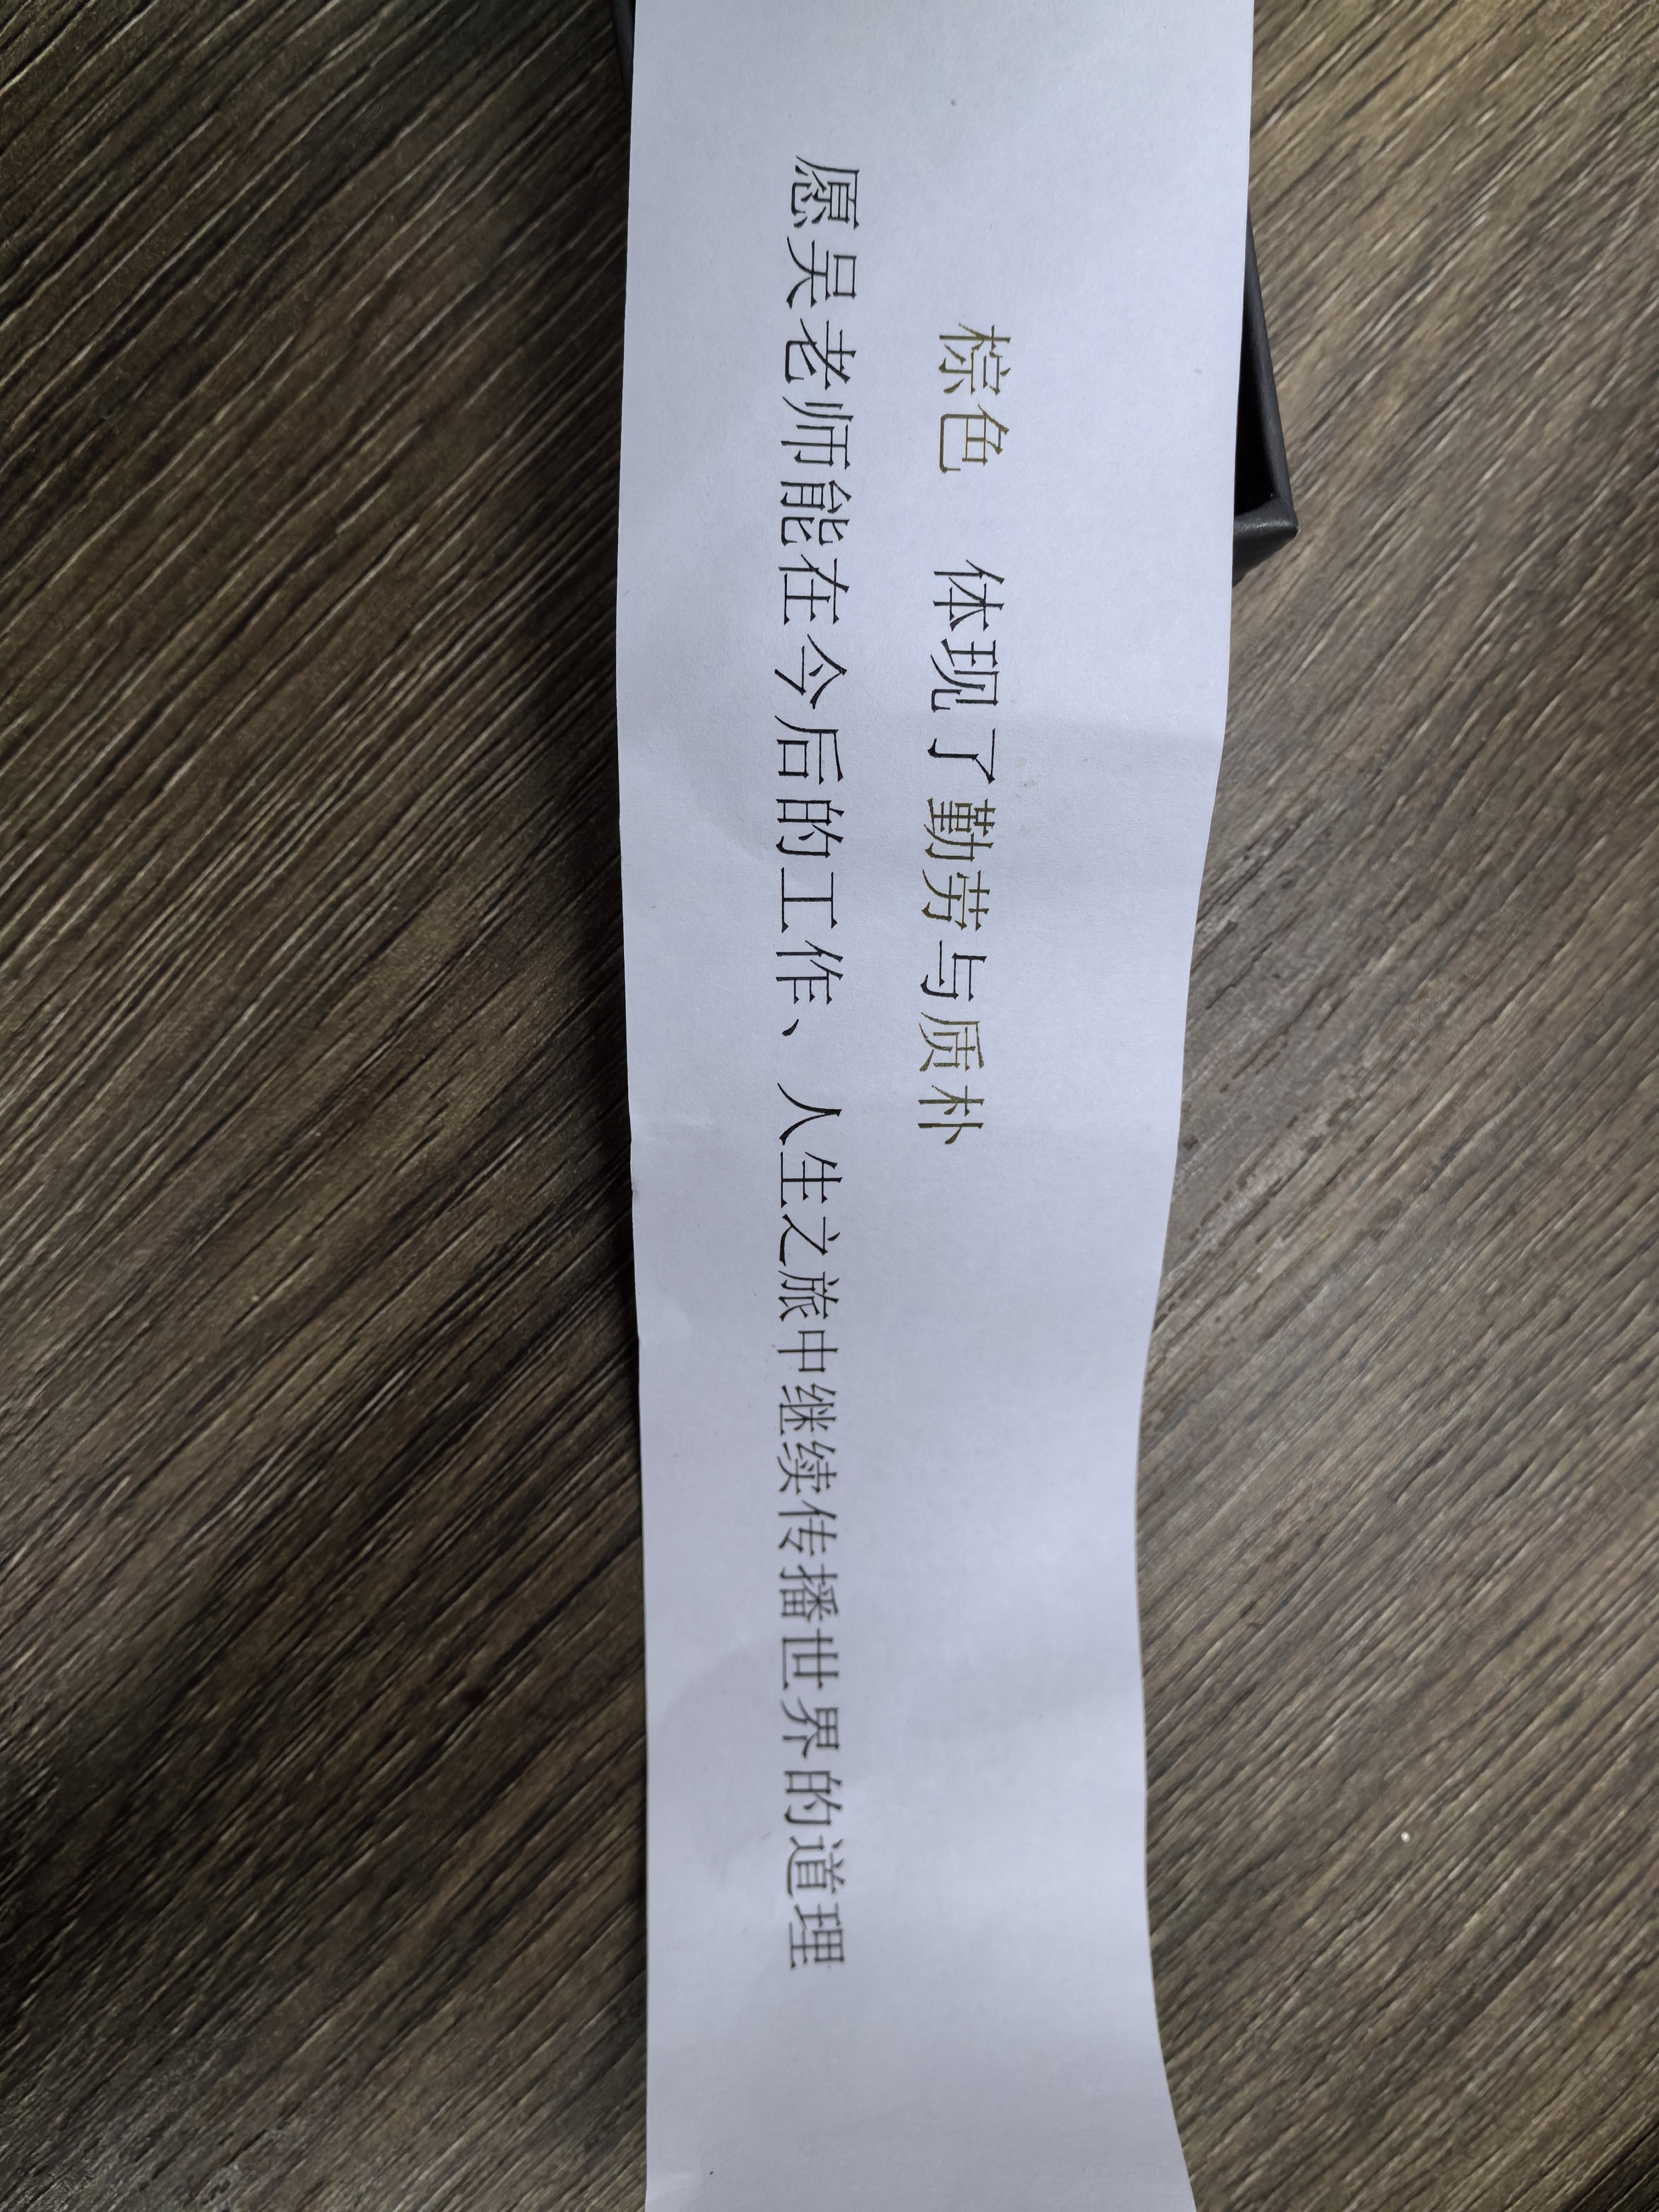 棕色　体现了勤劳与质朴
愿吴老师能在今后的工作、人生之旅中继续传播世界的道理